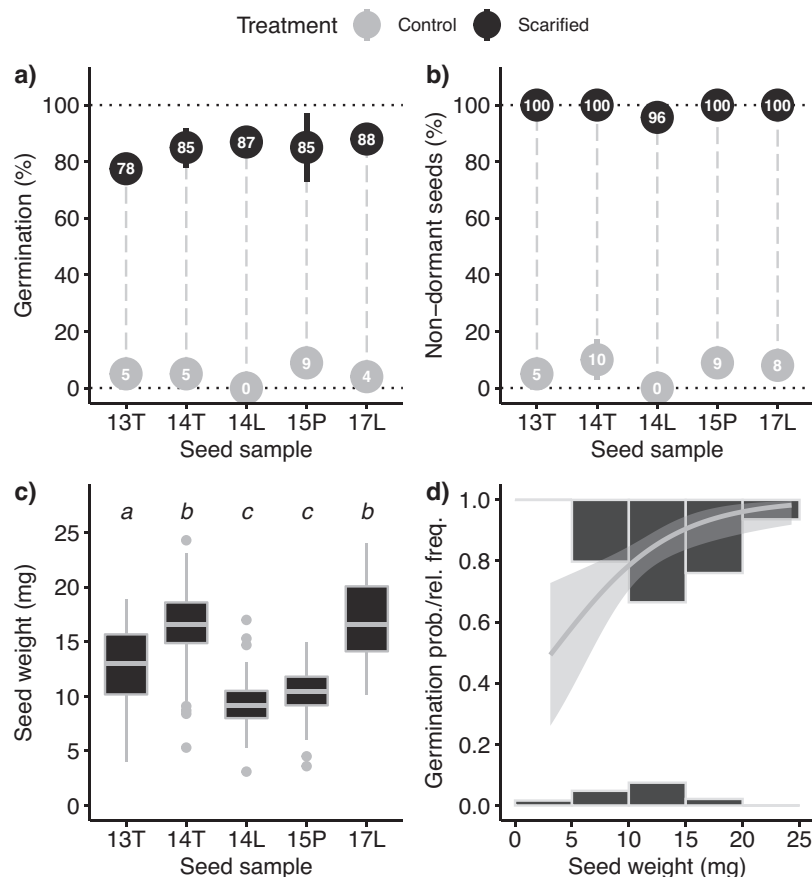 Treatment Control Scarified
a)
Germination (%)
100
80
60
40
20
0
78 85 87 85 88
5 5 0 9 4
13T 14T 14L 15P 17L
Seed sample
b)
Non−dormant seeds (%)
100
80
60
40
20
0
100 100 96 100 100
5 10 0 9 8
13T 14T 14L 15P 17L
Seed sample
c)
Seed weight (mg)
a b c c b
25
20
15
10
5
0
13T 14T 14L 15P 17L
Seed sample
d)
Germination prob./rel. freq.
1.0
0.8
0.6
0.4
0.2
0.0
0 5 10 15 20 25
Seed weight (mg)